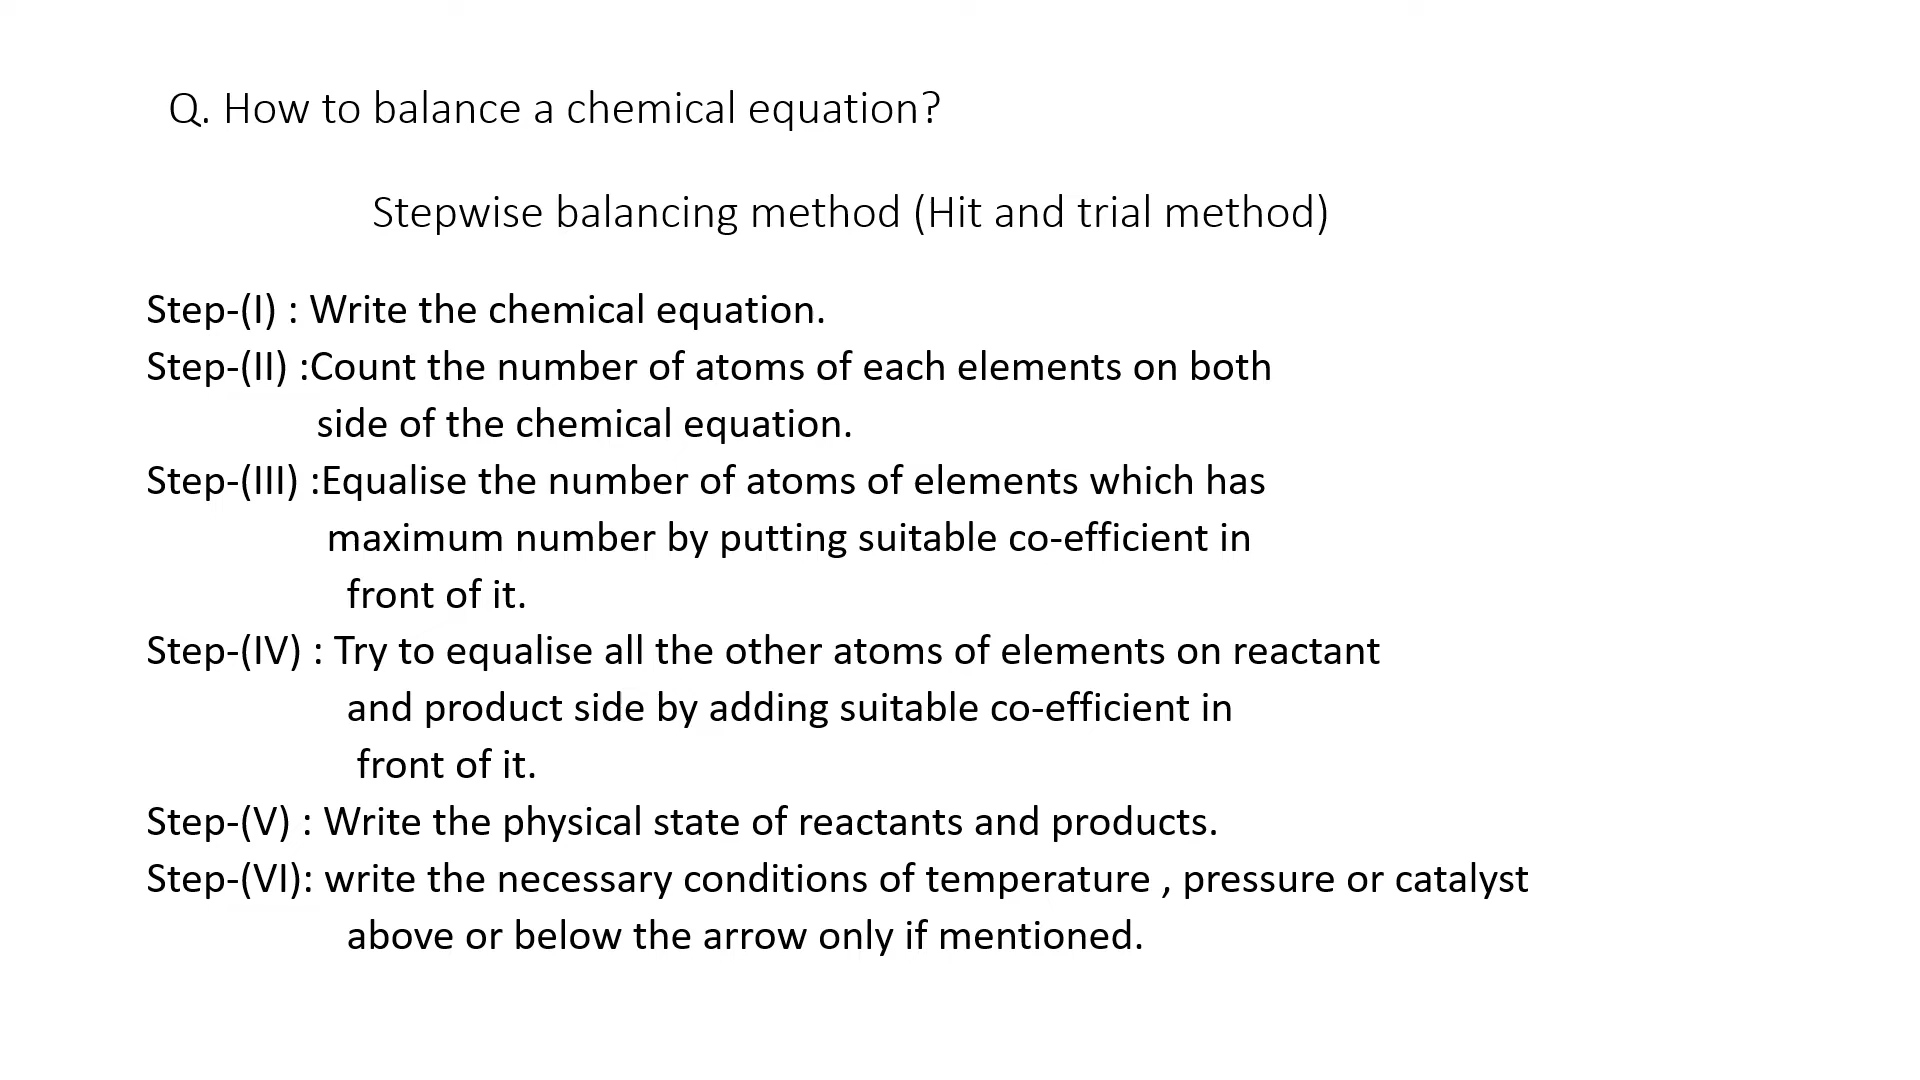 Q. How to balance a chemical equation?
Stepwise balancing method (Hit and trial method)
Step-(I) : Write the chemical equation.
Step-(II) :Count the number of atoms of each elements on both
side of the chemical equation.
Step-(III) :Equalise the number of atoms of elements which has
maximum number by putting suitable co-efficient in
front of it.
Step-(IV) : Try to equalise all the other atoms of elements on reactant
and product side by adding suitable co-efficient in
front of it.
Step-(V) : Write the physical state of reactants and products.
Step-(VI): write the necessary conditions of temperature , pressure or catalyst
above or below the arrow only if mentioned.